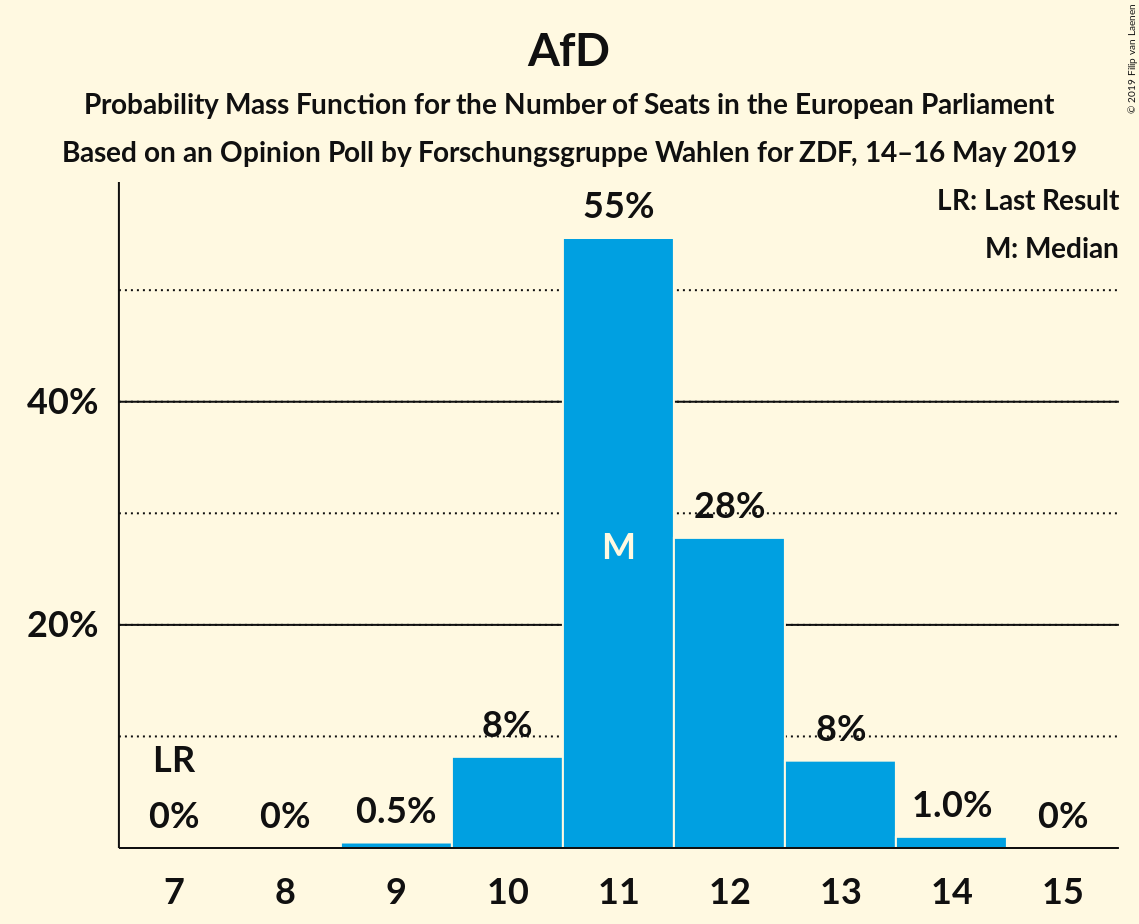 AfD
Probability Mass Function for the Number of Seats in the European Parliament
Based on an Opinion Poll by Forschungsgruppe Wahlen for ZDF, 14–16 May 2019
© 2019 Filip van Laenen
LR: Last Result
M: Median
55%
40%
28%
M
20%
8%
8%
LR
0%
0%
0.5%
1.0%
0%
7 8 9 10 11 12 13 14 15